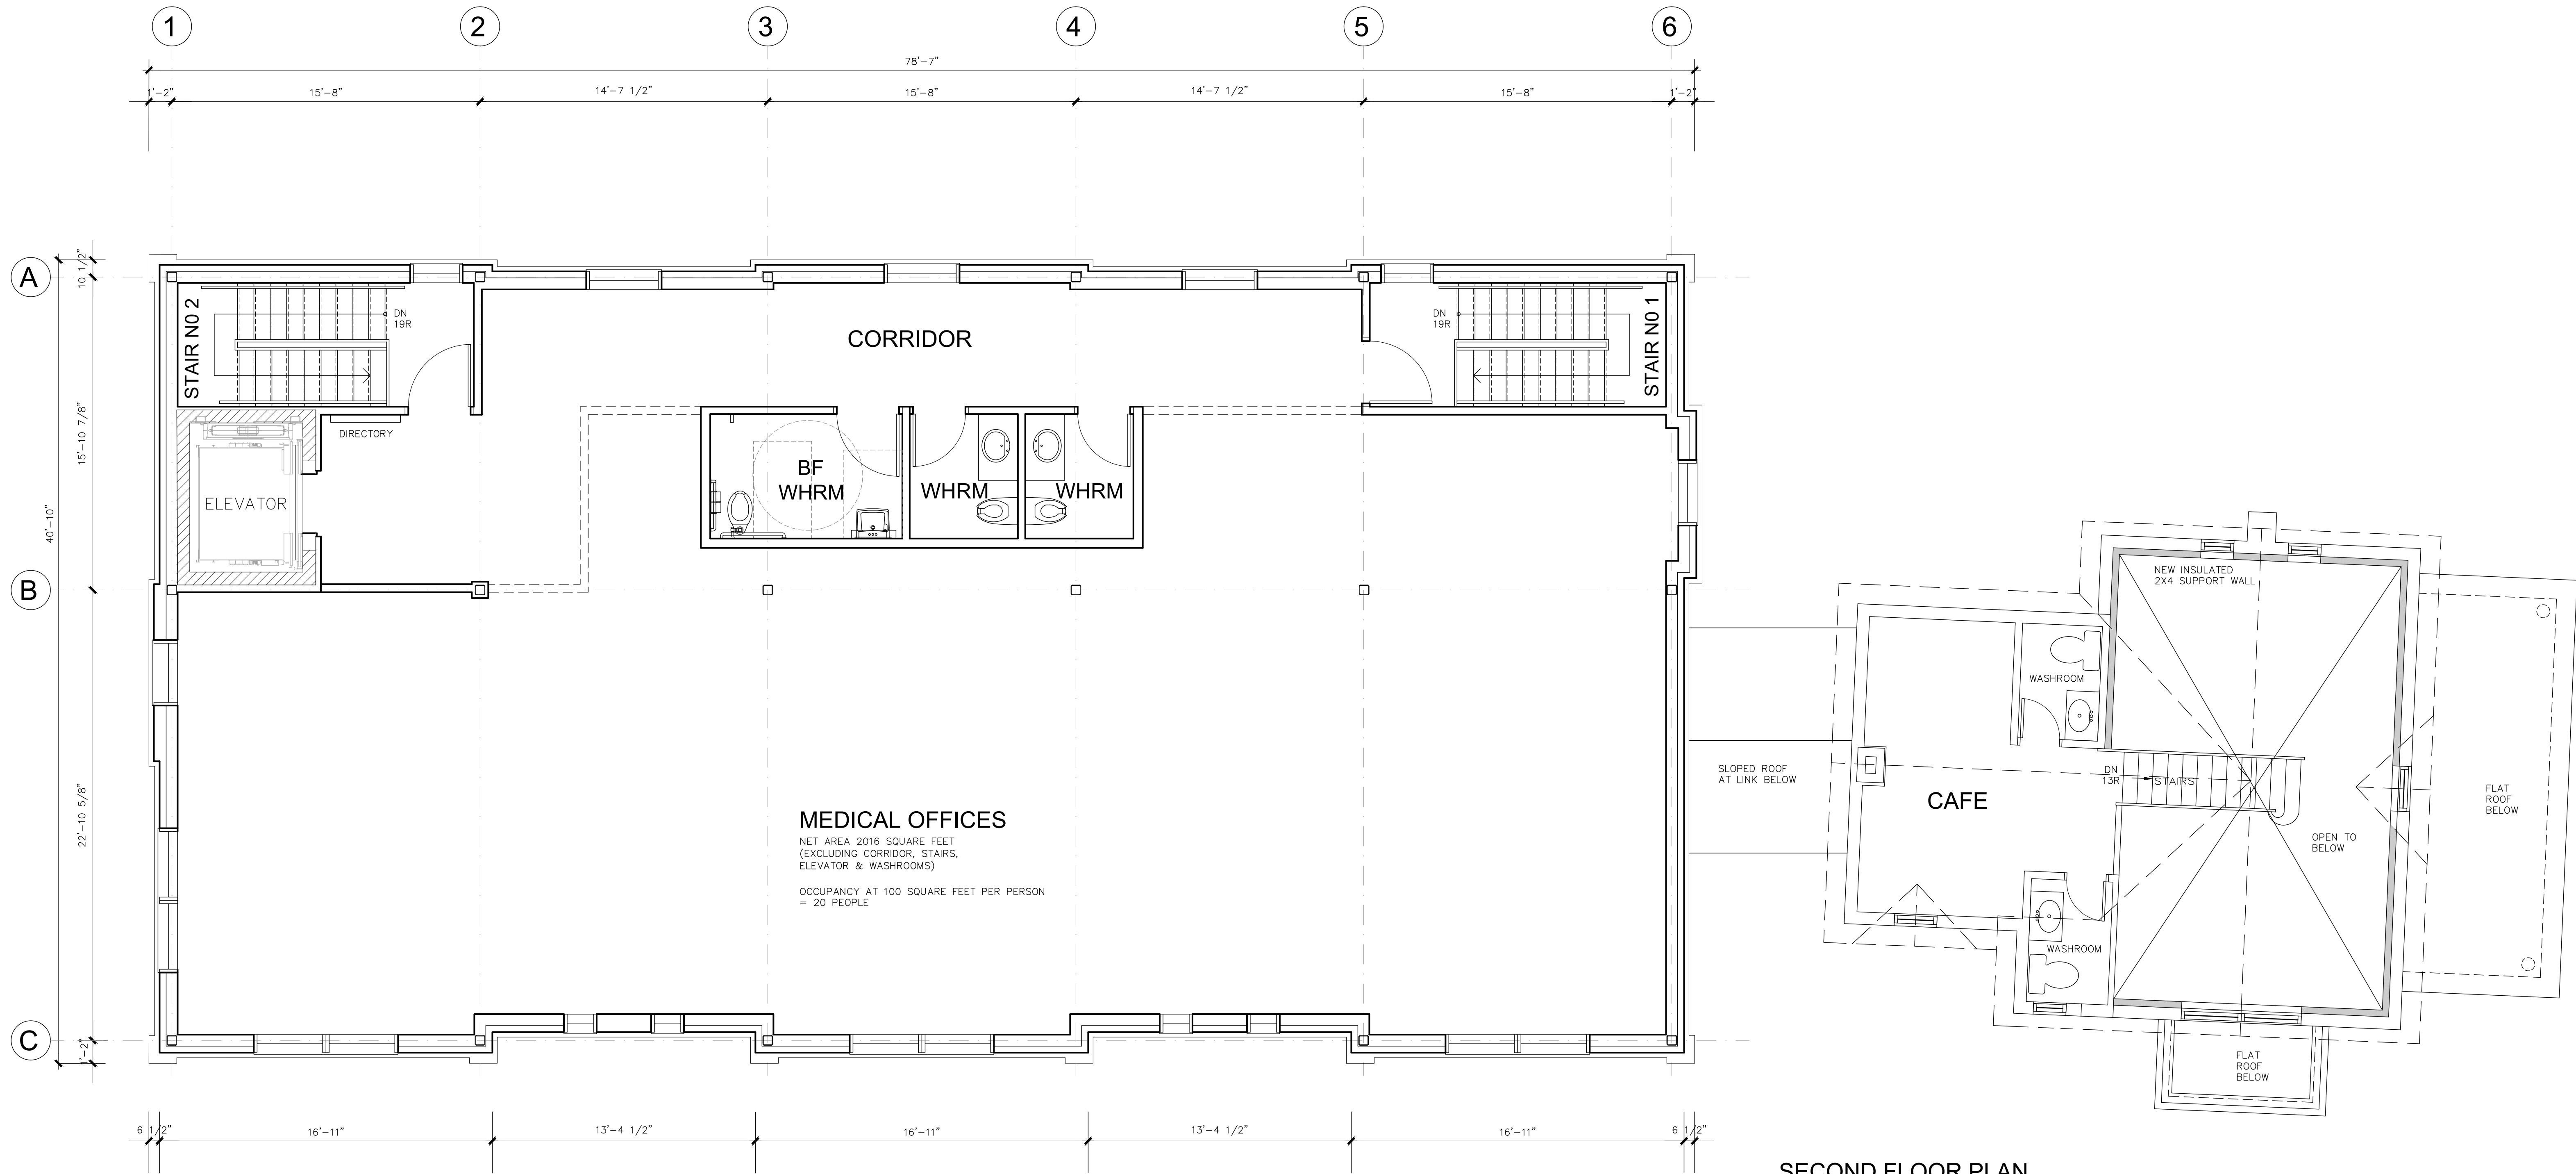 1 2 3 4 5 6
78'-7"
1'-2" 15'-8" 14'-7 1/2" 15'-8" 14'-7 1/2" 15'-8" 1'-2"
A
10 1/2"
STAIR N0 2
DN
19R
CORRIDOR
DN
19R
STAIR N0 1
15'-10 7/8"
DIRECTORY
40'-10"
ELEVATOR
BF
WHRM
WHRM
WHRM
B
NEW INSULATED
2X4 SUPPORT WALL
WASHROOM
SLOPED ROOF
AT LINK BELOW
DN
13R
STAIRS
CAFE
FLAT
ROOF
BELOW
22'-10 5/8"
MEDICAL OFFICES
NET AREA 2016 SQUARE FEET
(EXCLUDING CORRIDOR, STAIRS,
ELEVATOR & WASHROOMS)
OCCUPANCY AT 100 SQUARE FEET PER PERSON
= 20 PEOPLE
OPEN TO
BELOW
WASHROOM
C
1'-2"
FLAT
ROOF
BELOW
6 1/2" 16'-11" 13'-4 1/2" 16'-11" 13'-4 1/2" 16'-11" 6 1/2"
SECOND FLOOR PLAN